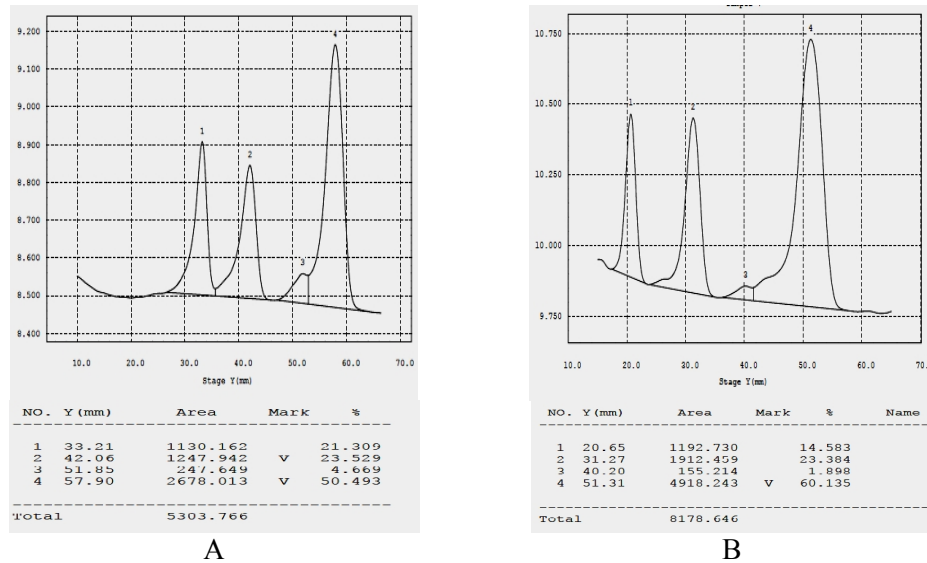 9.200
9.100
9.000
8.900
8.800
8.700
8.600
8.500
8.400
1
2
3
4
10.0 20.0 30.0 40.0 50.0 60.0 70.0
Stage Y(mm)
NO. Y(mm) Area Mark %
1 33.21 1130.162 21.309
2 42.06 1247.942 V 23.529
3 51.85 247.649 4.669
4 57.90 2678.013 V 50.493
Total 5303.766
A
10.750
10.500
10.250
10.000
9.750
1
2
3
4
10.0 20.0 30.0 40.0 50.0 60.0 70.0
Stage Y(mm)
NO. Y(mm) Area Mark % Name
1 20.65 1192.730 14.583
2 31.27 1912.459 23.384
3 40.20 155.214 1.898
4 51.31 4918.243 V 60.135
Total 8178.646
B